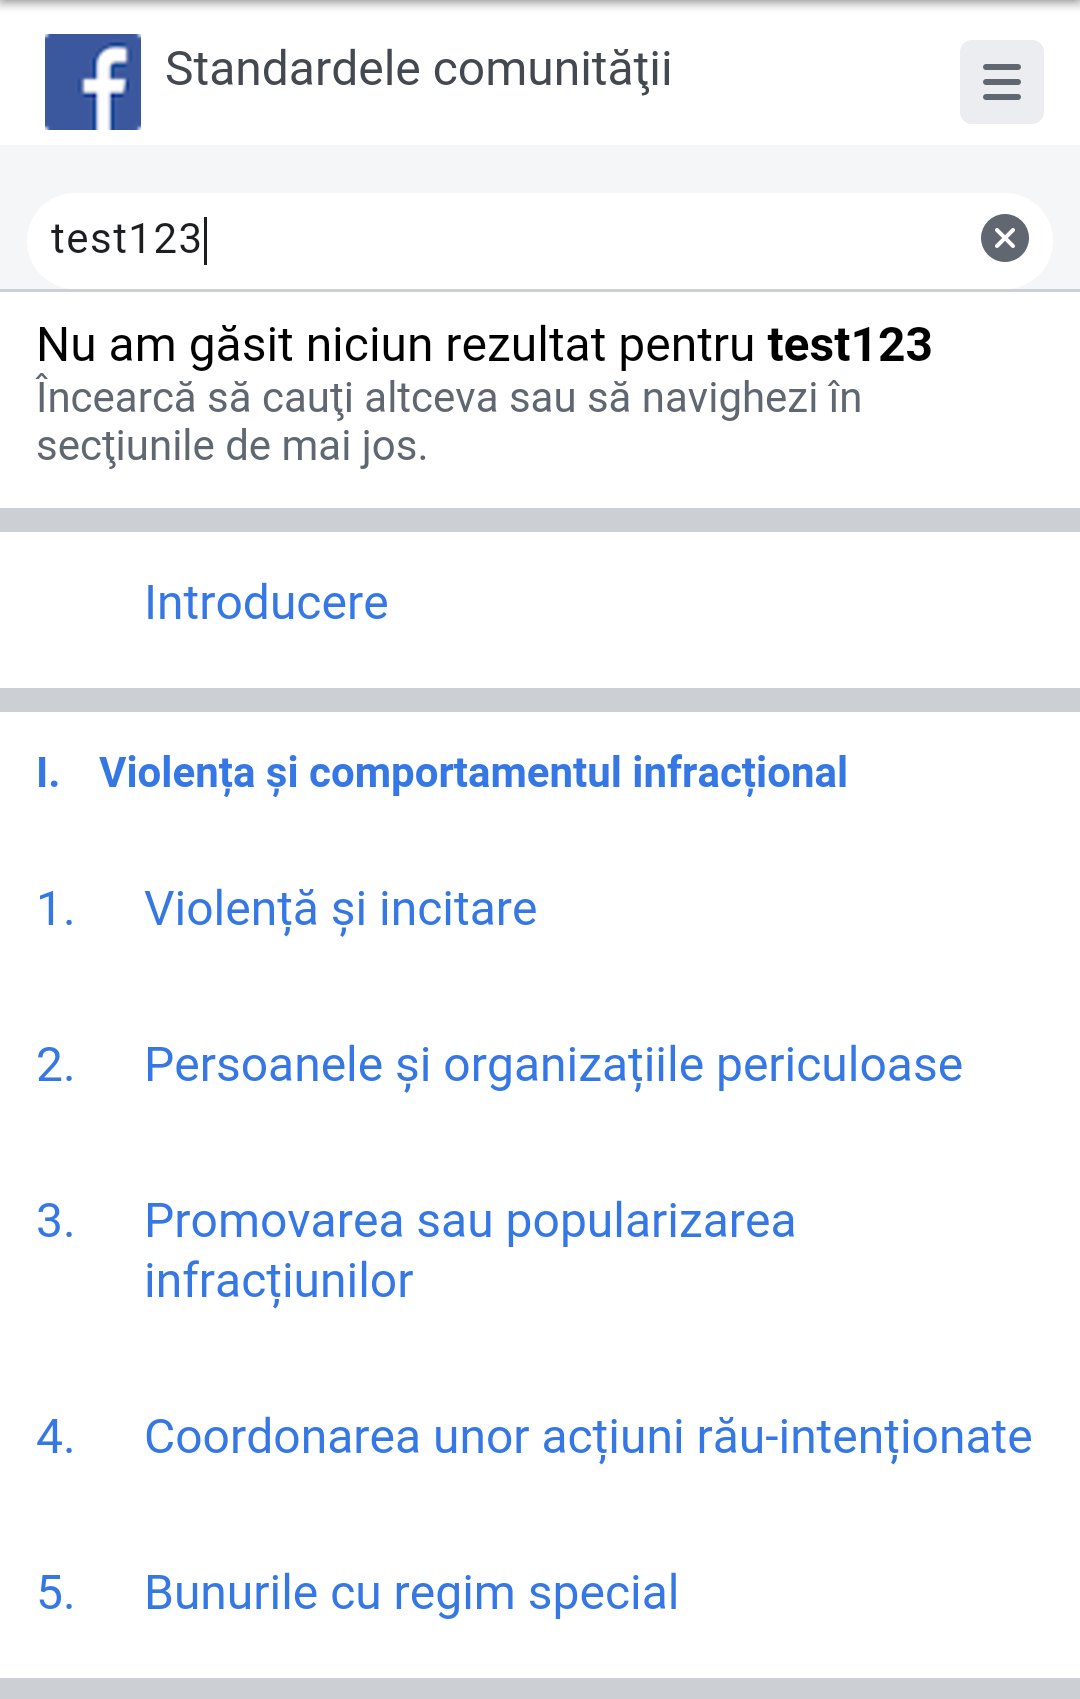 Standardele comunităţii
test123
Nu am găsit niciun rezultat pentru test123
Încearcă să cauţi altceva sau să navighezi în
secţiunile de mai jos.
Introducere
I. Violența și comportamentul infracțional
1. Violență și incitare
2. Persoanele și organizațiile periculoase
3. Promovarea sau popularizarea
infracțiunilor
4. Coordonarea unor acțiuni rău-intenționate
5. Bunurile cu regim special